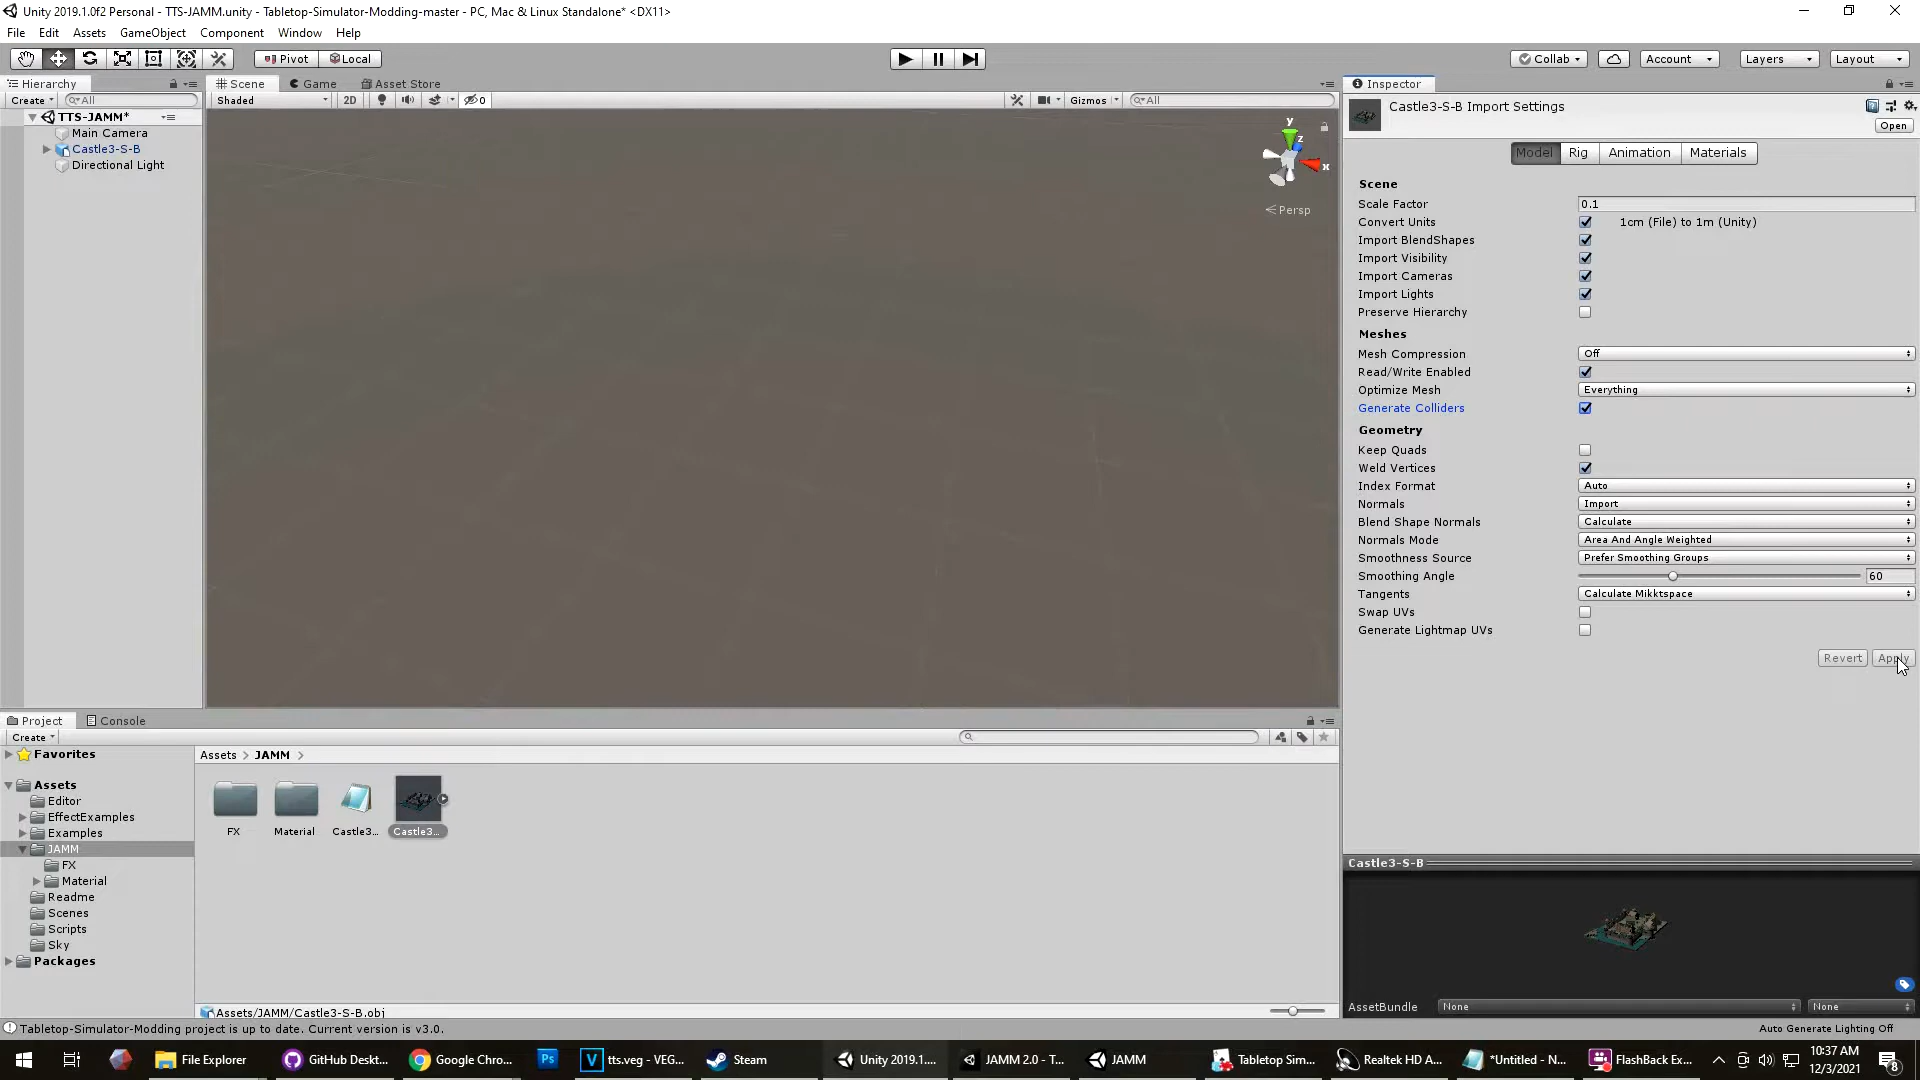 Unity 2019.1.0f2 Personal - TTS-JAMM.unity - Tabletop-Simulator-Modding-master - PC, Mac & Linux Standalone* <DX11>
File Edit Assets GameObject Component Window Help
Pivot Local
Collab Account Layers Layout
Hierarchy
Create All
TTS-JAMM*
Main Camera
Castle3-S-B
Directional Light
Scene Game Asset Store
Shaded 2D 0 Gizmos All
y
z
x
Persp
Inspector
Castle3-S-B Import Settings
Open
Model Rig Animation Materials
Scene
Scale Factor 0.1
Convert Units 1cm (File) to 1m (Unity)
Import BlendShapes
Import Visibility
Import Cameras
Import Lights
Preserve Hierarchy
Meshes
Mesh Compression Off
Read/Write Enabled
Optimize Mesh Everything
Generate Colliders
Geometry
Keep Quads
Weld Vertices
Index Format Auto
Normals Import
Blend Shape Normals Calculate
Normals Mode Area And Angle Weighted
Smoothness Source Prefer Smoothing Groups
Smoothing Angle 60
Tangents Calculate Mikktspace
Swap UVs
Generate Lightmap UVs
Revert Apply
Project Console
Create
Favorites
Assets
Editor
EffectExamples
Examples
JAMM
FX
Material
Readme
Scenes
Scripts
Sky
Packages
Assets > JAMM >
FX Material Castle3... Castle3...
Assets/JAMM/Castle3-S-B.obj
Castle3-S-B
AssetBundle None None
Tabletop-Simulator-Modding project is up to date. Current version is v3.0.
Auto Generate Lighting Off
File Explorer GitHub Deskt... Google Chro... Ps V tts.veg - VEG... Steam Unity 2019.1.... JAMM 2.0 - T... JAMM Tabletop Sim... Realtek HD A... *Untitled - N... FlashBack Ex...
10:37 AM
12/3/2021
8